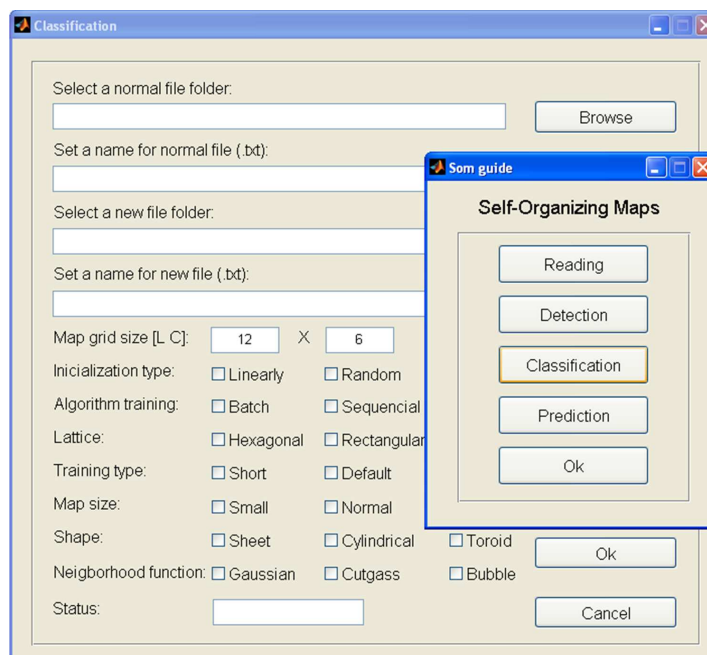 Classification
Select a normal file folder:
Browse
Set a name for normal file (.txt):
Select a new file folder:
Set a name for new file (.txt):
Map grid size [L C]: 12 X 6
Inicialization type: Linearly Random
Algorithm training: Batch Sequencial
Lattice: Hexagonal Rectangular
Training type: Short Default
Map size: Small Normal
Shape: Sheet Cylindrical Toroid
Ok
Neigborhood function: Gaussian Cutgass Bubble
Status:
Cancel
Som guide
Self-Organizing Maps
Reading
Detection
Classification
Prediction
Ok